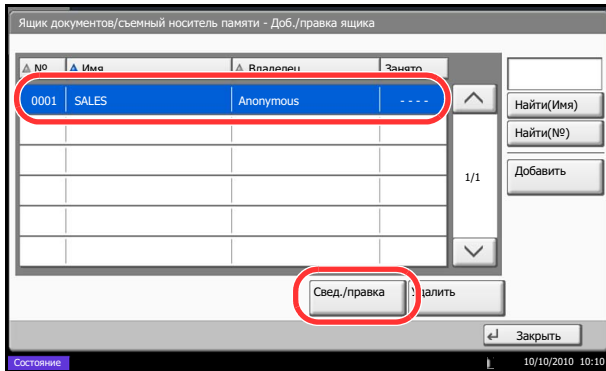 Ящик документы/съемный носитель памяти - Доб./правка ящика
№ Имя Владелец Занято
0001 SALES Anonymous - - - -
Найти(Имя)
Найти(№)
1/1
Добавить
Свед./правка Удалить
Закрыть
Состояние 10/10/2010 10:10